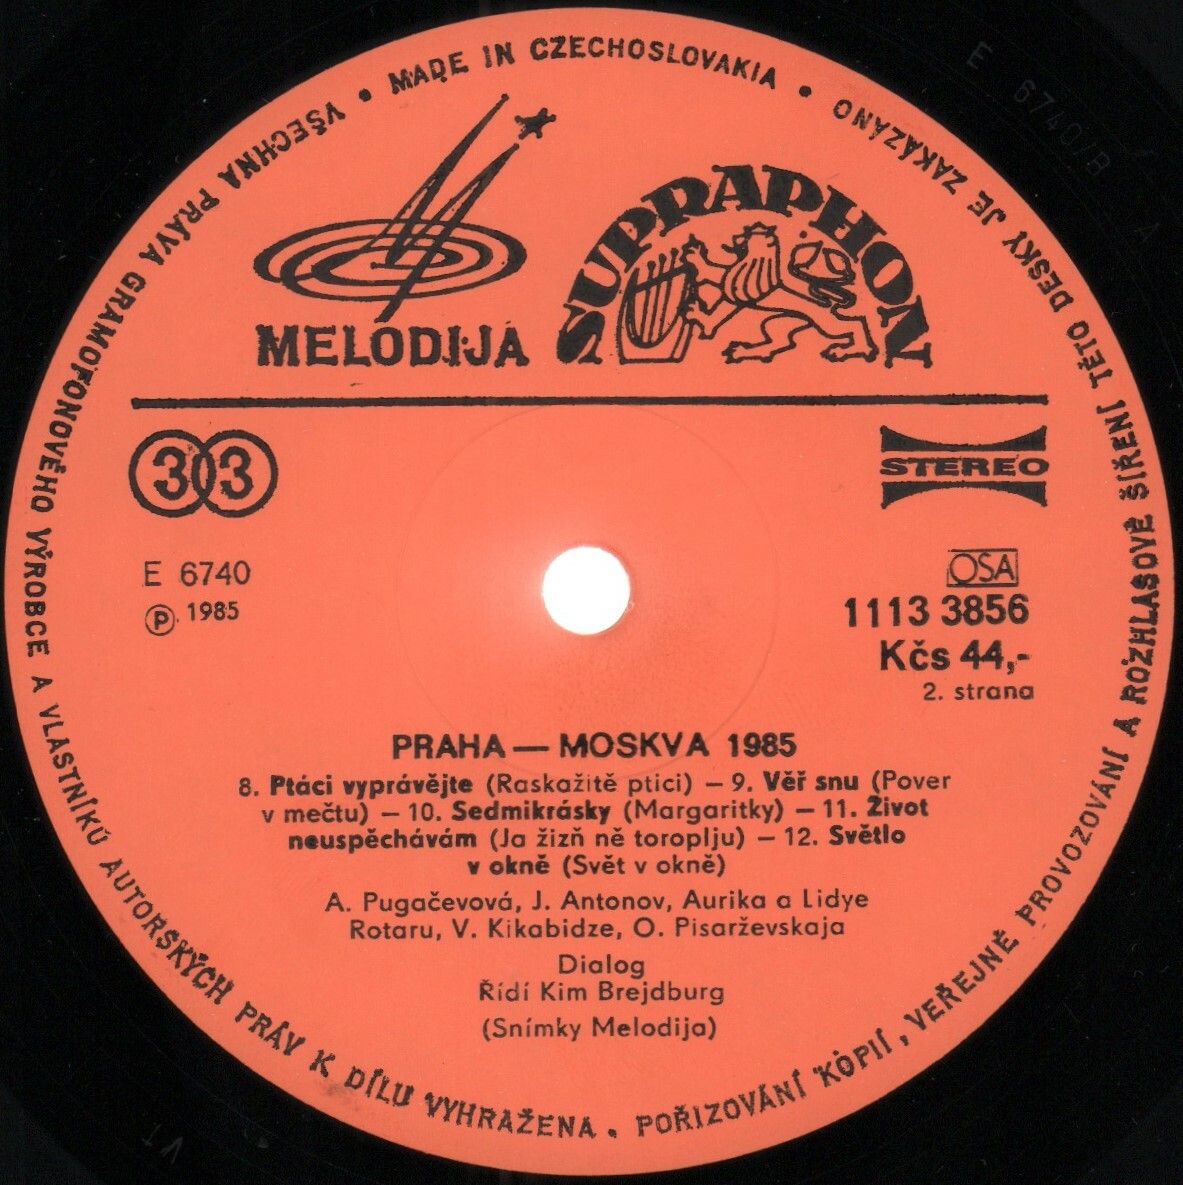 VŠECHNA PRÁVA GRAMOFONOVÉHO VÝROBCE A VLASTNÍKŮ AUTORSKÝCH PRÁV K DÍLU VYHRAŽENA . POŘIZOVÁNÍ KOPIÍ, VEŘEJNÉ PROVOZOVÁNÍ A ROZHLASOVÉ ŠÍŘENÍ TÉTO DESKY JE ZAKÁZÁNO
• MADE IN CZECHOSLOVAKIA •
E 6740/B A
SUPRAPHON
MELODIJA
33
STEREO
E 6740
Ⓟ 1985
OSA
1113 3856
Kčs 44,-
2. strana
PRAHA — MOSKVA 1985
8. Ptáci vyprávějte (Raskažitě ptici) — 9. Věř snu (Pover
v mečtu) — 10. Sedmikrásky (Margaritky) — 11. Život
neuspěchávám (Ja žizň ně toroplju) — 12. Světlo
v okně (Svět v okně)
A. Pugačevová, J. Antonov, Aurika a Lidye
Rotaru, V. Kikabidze, O. Pisarževskaja
Dialog
Řídí Kim Brejdburg
(Snímky Melodija)